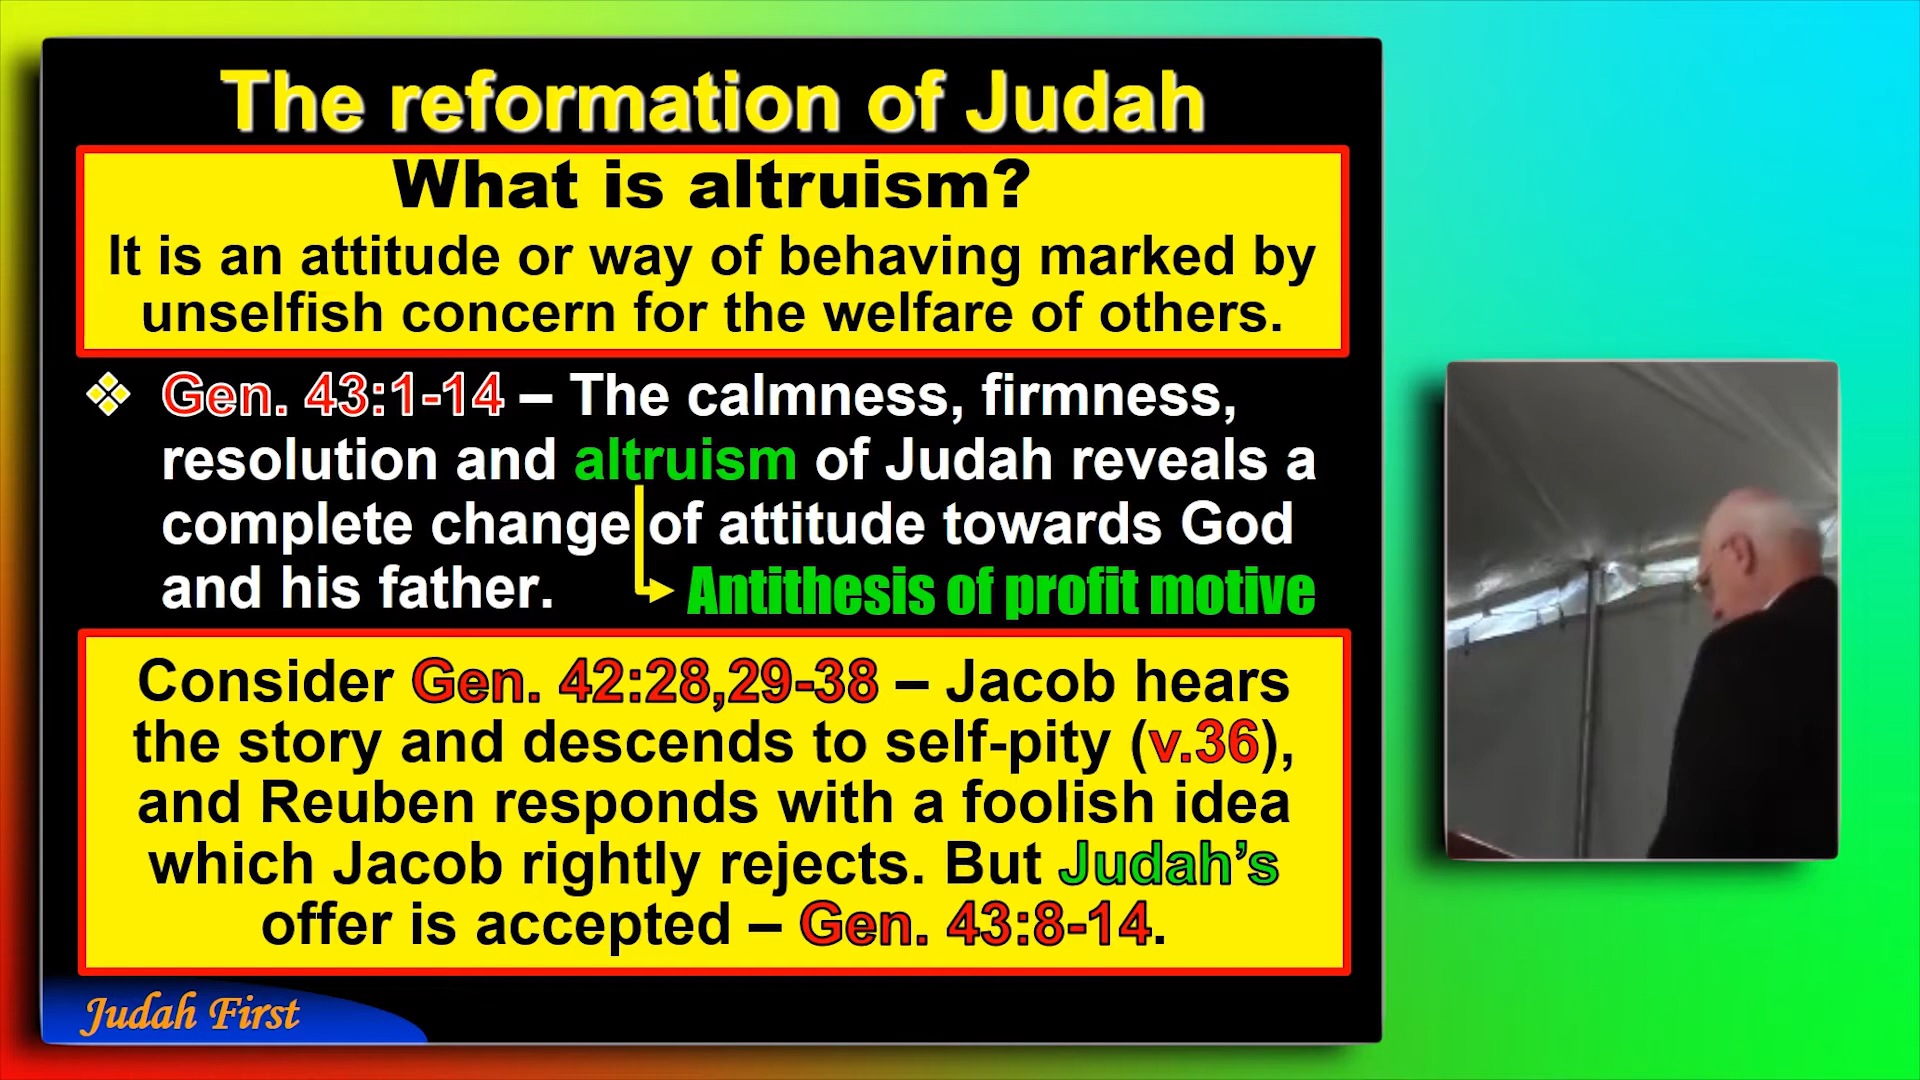 The reformation of Judah
What is altruism?
It is an attitude or way of behaving marked by
unselfish concern for the welfare of others.
Gen. 43:1-14 – The calmness, firmness,
resolution and altruism of Judah reveals a
complete change of attitude towards God
and his father.
Antithesis of profit motive
Consider Gen. 42:28,29-38 – Jacob hears
the story and descends to self-pity (v.36),
and Reuben responds with a foolish idea
which Jacob rightly rejects. But Judah’s
offer is accepted – Gen. 43:8-14.
Judah First